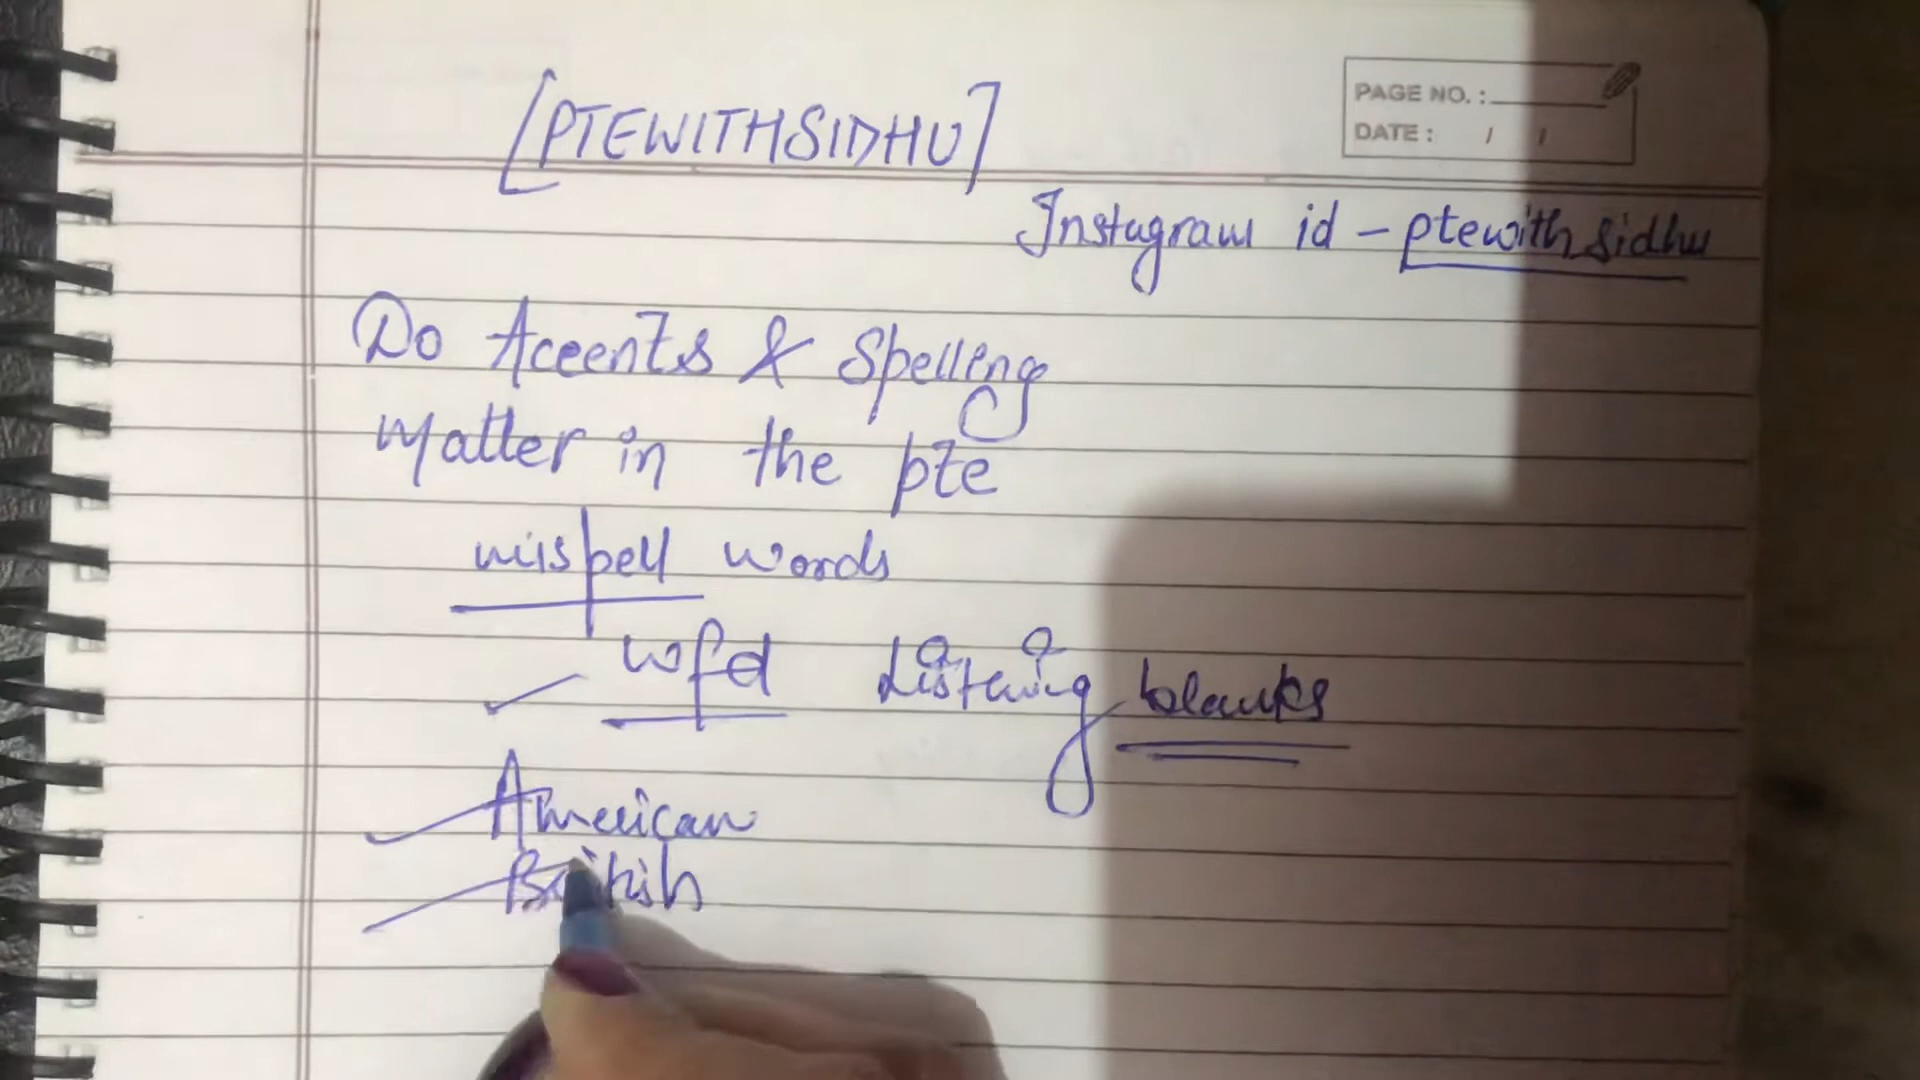 [PTEWITHSIDHU]
PAGE NO. :
DATE : / /
Instagram id - ptewithsidhu
Do Accents & Spelling
Matter in the pte
misspell words
wfd Listening blanks
American
British